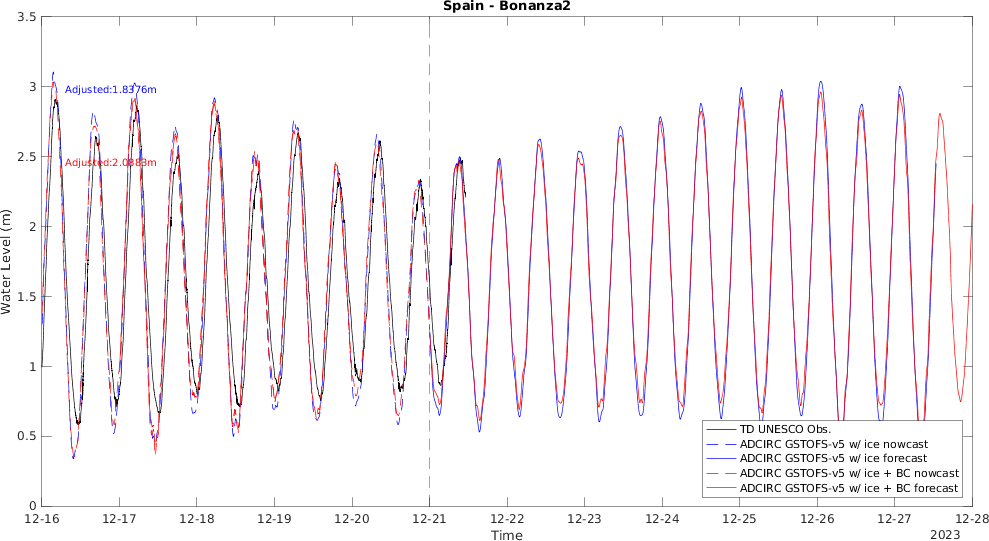 Spain - Bonanza2
3.5
3
2.5
2
1.5
1
0.5
0
Water Level (m)
Adjusted:1.8376m
Adjusted:2.0883m
TD UNESCO Obs.
ADCIRC GSTOFS-v5 w/ ice nowcast
ADCIRC GSTOFS-v5 w/ ice forecast
ADCIRC GSTOFS-v5 w/ ice + BC nowcast
ADCIRC GSTOFS-v5 w/ ice + BC forecast
12-16 12-17 12-18 12-19 12-20 12-21 12-22 12-23 12-24 12-25 12-26 12-27 12-28
Time
2023